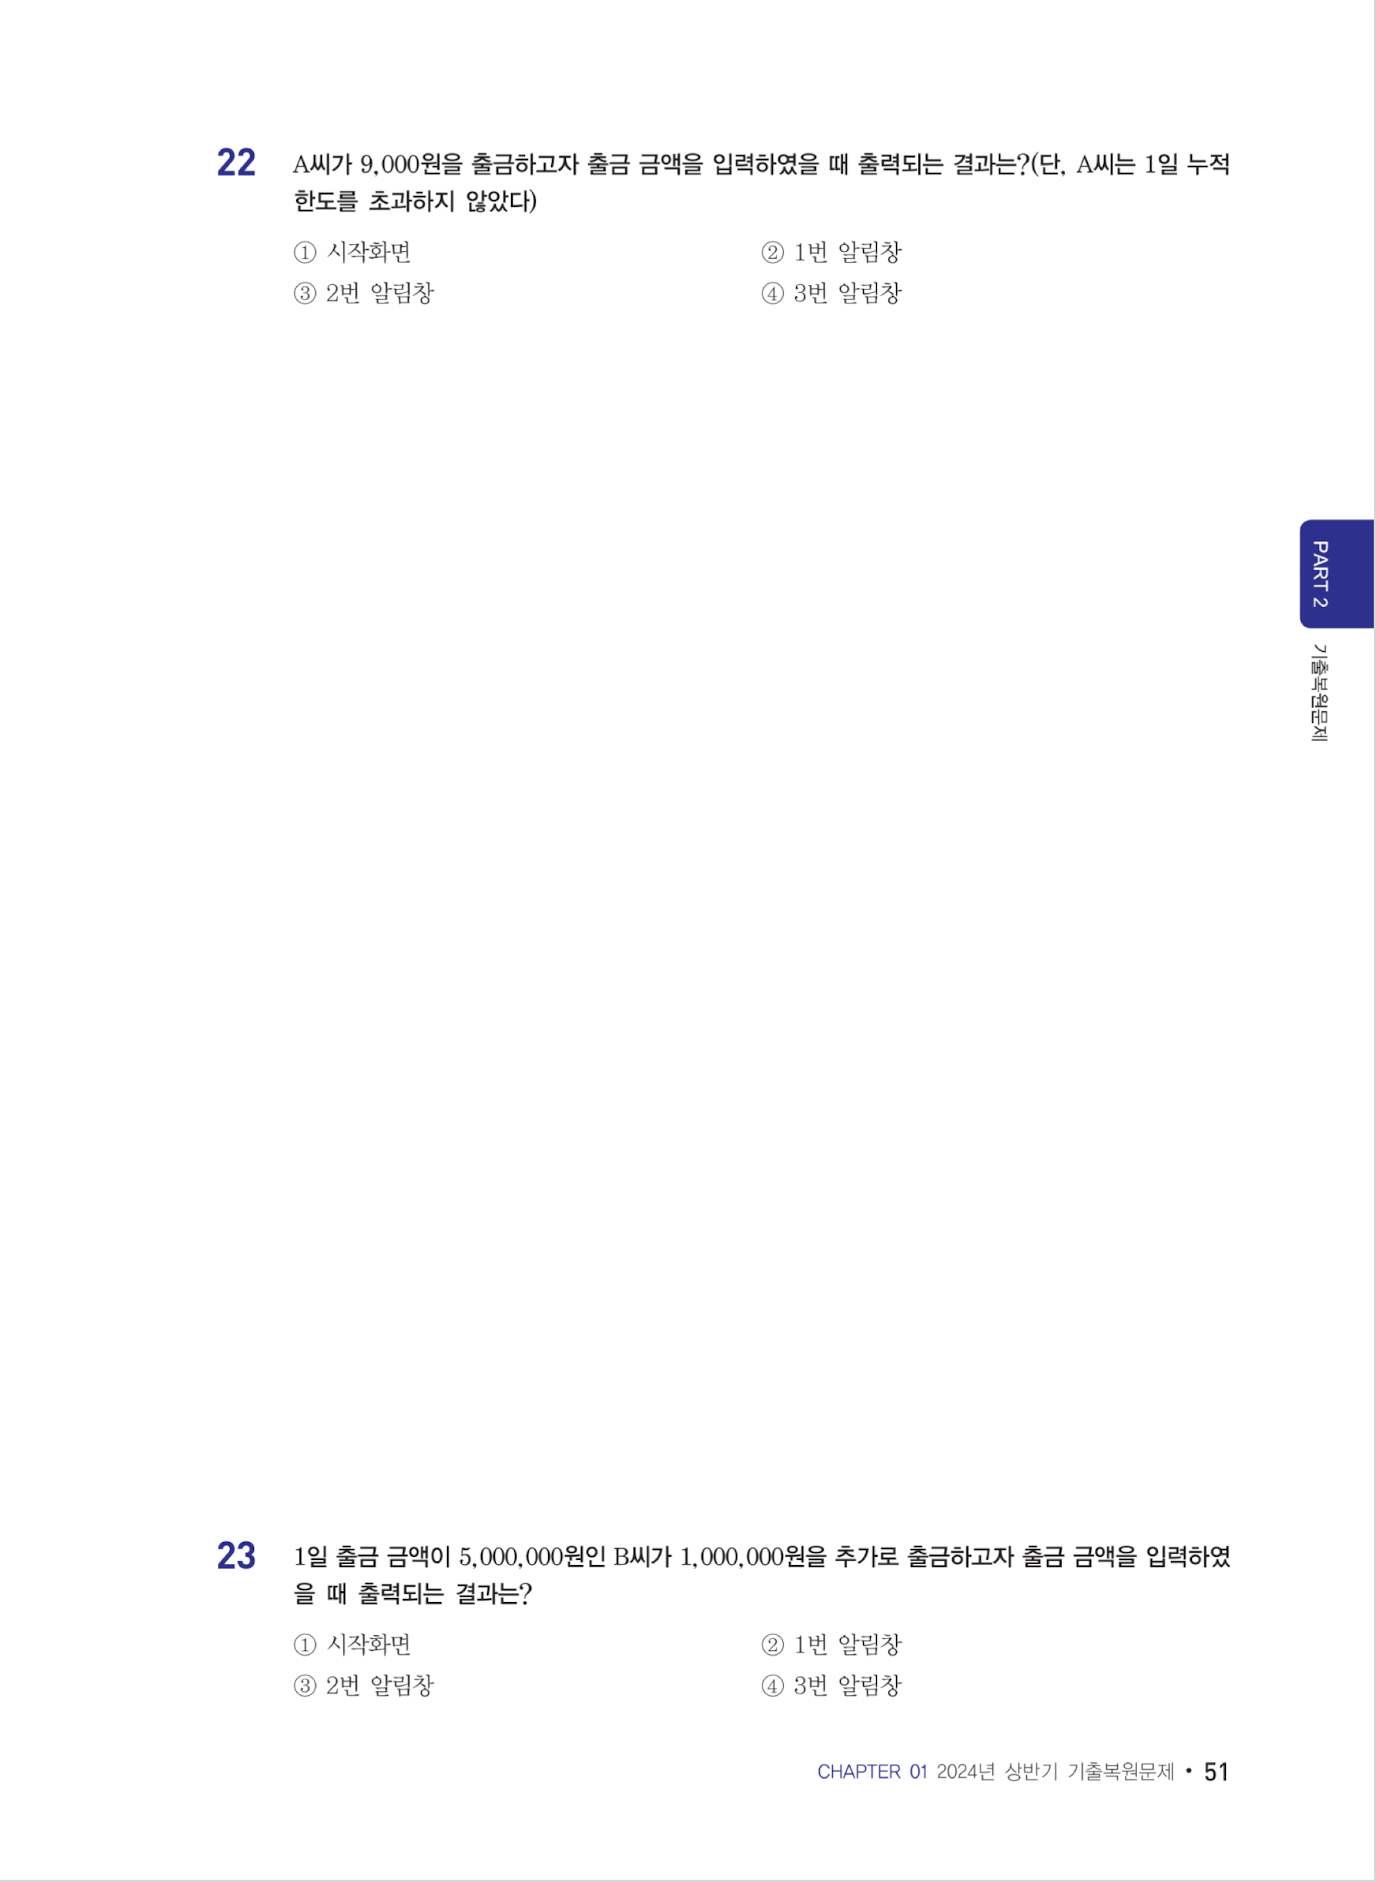 22 A씨가 9,000원을 출금하고자 출금 금액을 입력하였을 때 출력되는 결과는?(단, A씨는 1일 누적
한도를 초과하지 않았다)
① 시작화면 ② 1번 알림창
③ 2번 알림창 ④ 3번 알림창
PART 2 기출복원문제
23 1일 출금 금액이 5,000,000원인 B씨가 1,000,000원을 추가로 출금하고자 출금 금액을 입력하였
을 때 출력되는 결과는?
① 시작화면 ② 1번 알림창
③ 2번 알림창 ④ 3번 알림창
CHAPTER 01 2024년 상반기 기출복원문제 • 51